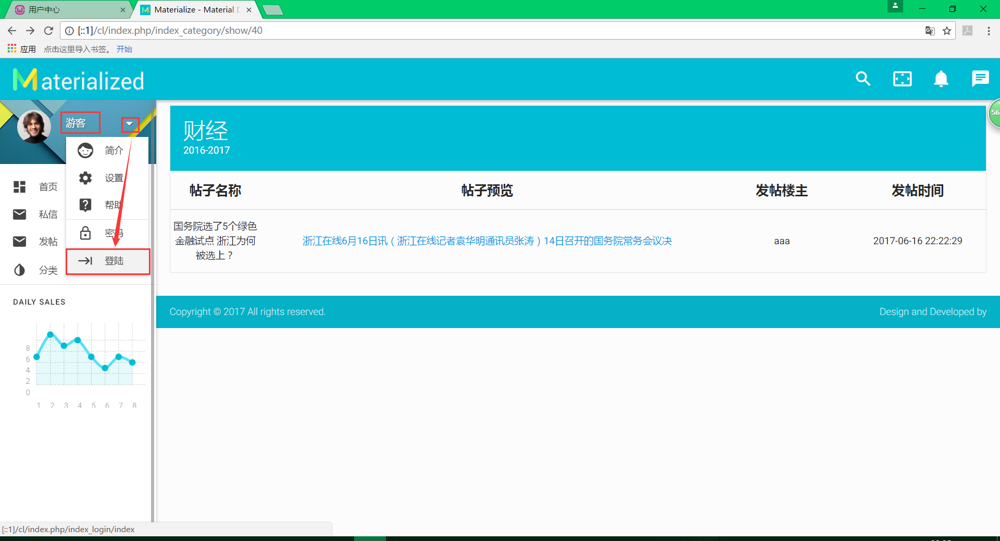 用户中心
Materialize - Material D
[::1]/cl/index.php/index_category/show/40
应用 点击这里导入书签。 开始
Materialized
游客
56
简介
设置
帮助
密码
登陆
首页
私信
发帖
分类
财经
2016-2017
帖子名称 帖子预览 发帖楼主 发帖时间
国务院选了5个绿色
金融试点 浙江为何
被选上？
浙江在线6月16日讯（浙江在线记者袁华明通讯员张涛）14日召开的国务院常务会议决
aaa
2017-06-16 22:22:29
DAILY SALES
8
6
4
2
0
1 2 3 4 5 6 7 8
Copyright © 2017 All rights reserved.
Design and Developed by
[::1]/cl/index.php/index_login/index